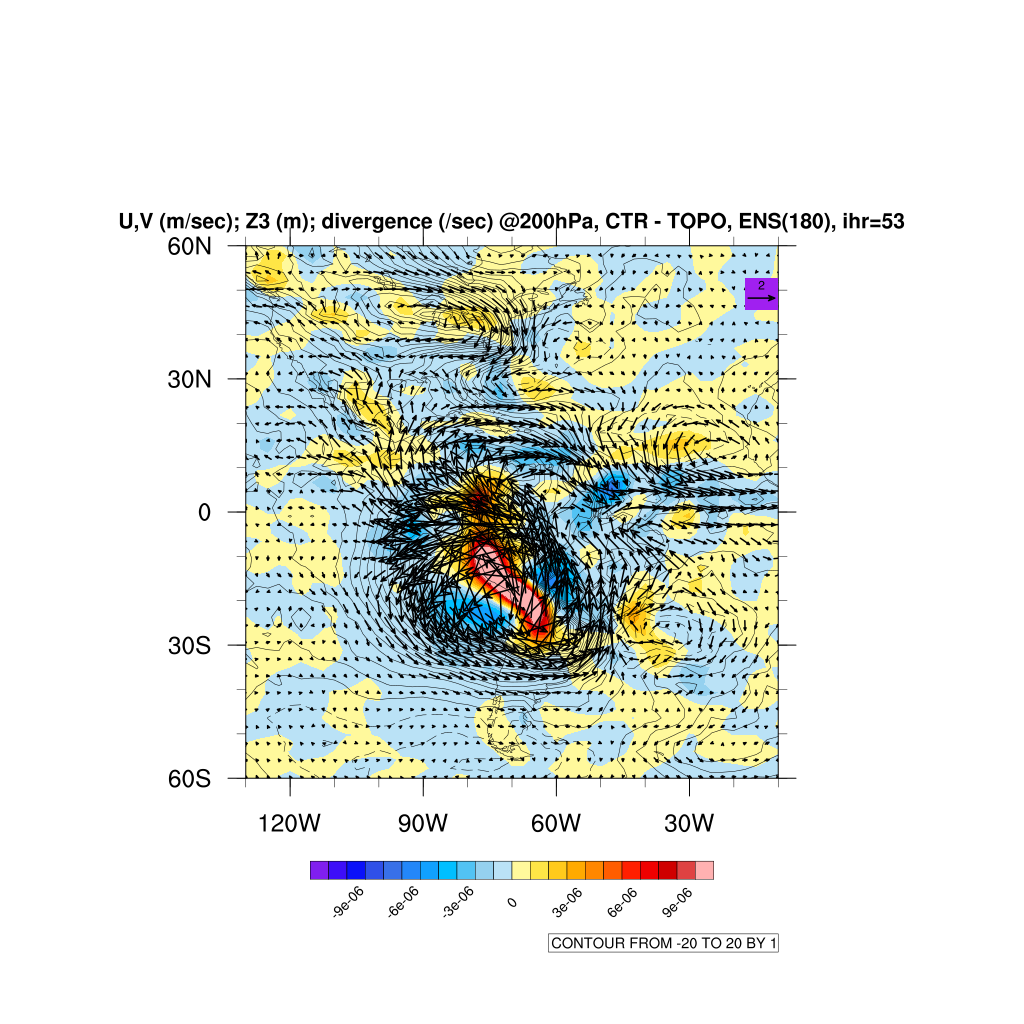 U,V (m/sec); Z3 (m); divergence (/sec) @200hPa, CTR - TOPO, ENS(180), ihr=53
60N
2
30N
0
30S
60S
120W 90W 60W 30W
-9e-06 -6e-06 -3e-06 0 3e-06 6e-06 9e-06
CONTOUR FROM -20 TO 20 BY 1